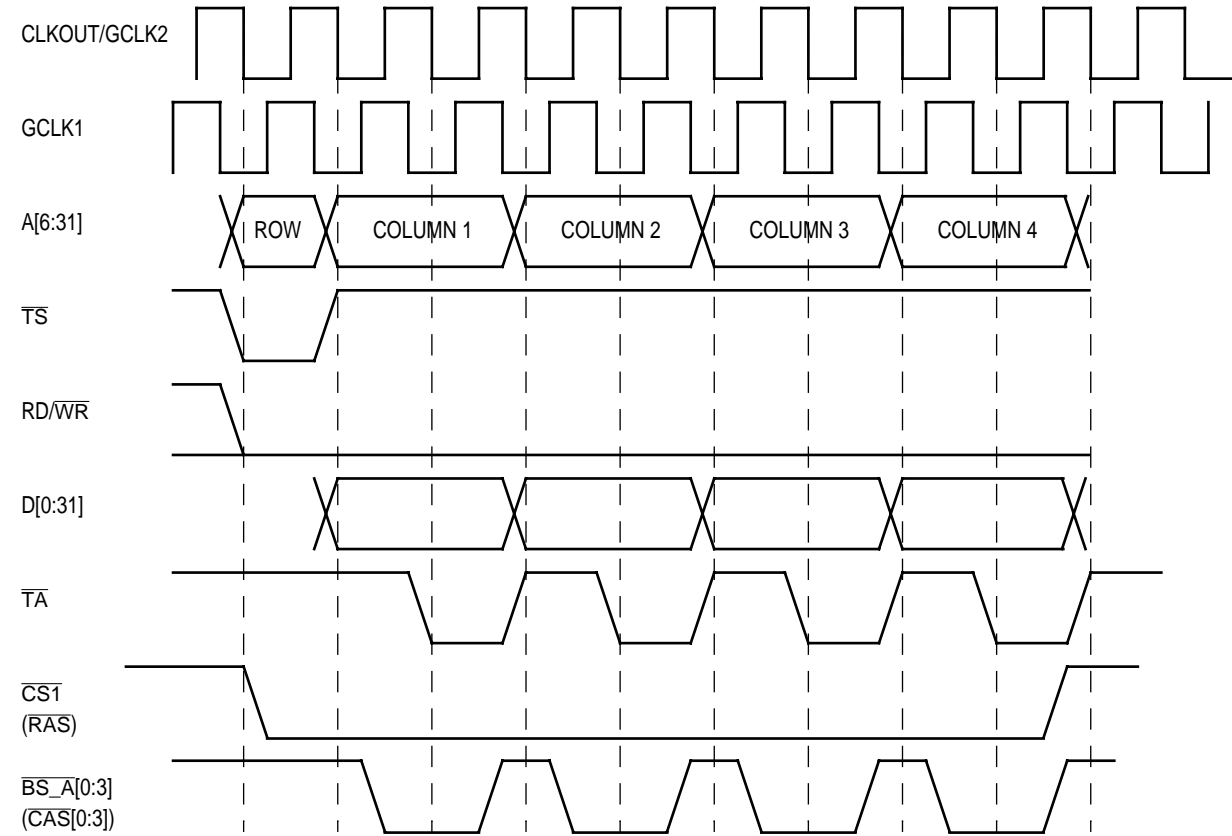 CLKOUT/GCLK2
GCLK1
A[6:31]
ROW
COLUMN 1
COLUMN 2
COLUMN 3
COLUMN 4
TS
RD/WR
D[0:31]
TA
CS1
(RAS)
BS_A[0:3]
(CAS[0:3])